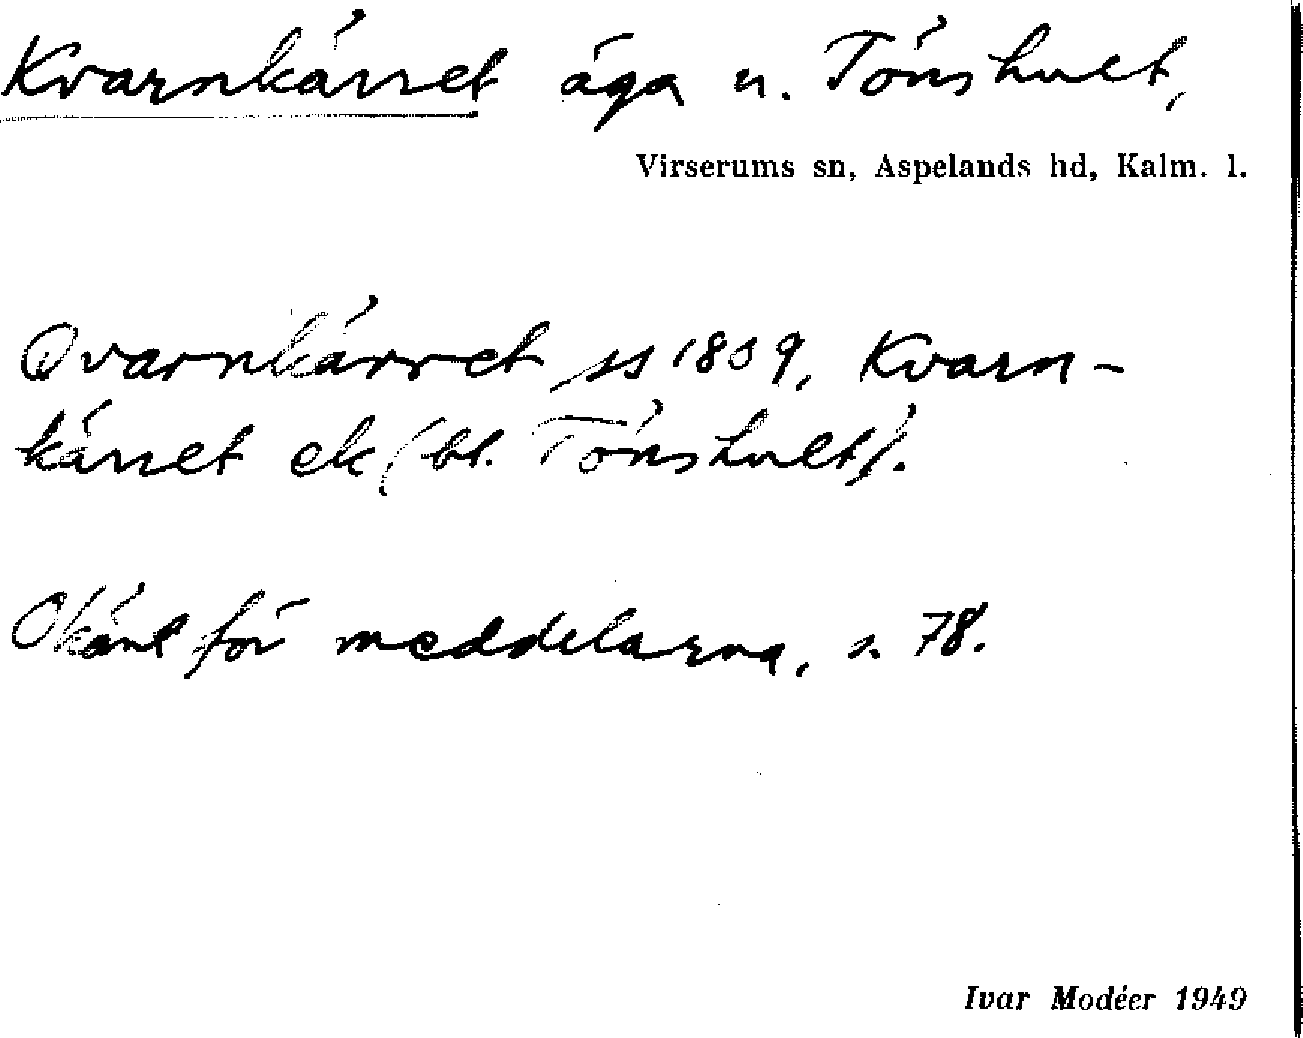 Kvarnkärret äga u. Tönshult,
Virserums sn, Aspelands hd, Kalm. l.
Qvarnkärret ss 1809, Kvarn-
kärret ek (bl. Tönshult).
Okänt för meddelarna, s. 78.
Ivar Modéer 1949